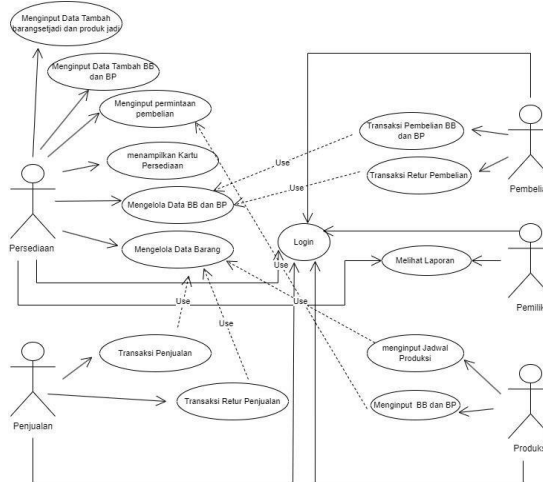 Menginput Data Tambah
barangsetjadi dan produk jadi
Menginput Data Tambah BB
dan BP
Menginput permintaan
pembelian
menampilkan Kartu
Persediaan
Mengelola Data BB dan BP
Mengelola Data Barang
Persediaan
Transaksi Pembelian BB
dan BP
Transaksi Retur Pembelian
Use
Use
Pembelia
Login
Melihat Laporan
Pemilik
Use
Use
Use
Use
Transaksi Penjualan
Transaksi Retur Penjualan
Penjualan
menginput Jadwal
Produksi
Menginput BB dan BP
Produks